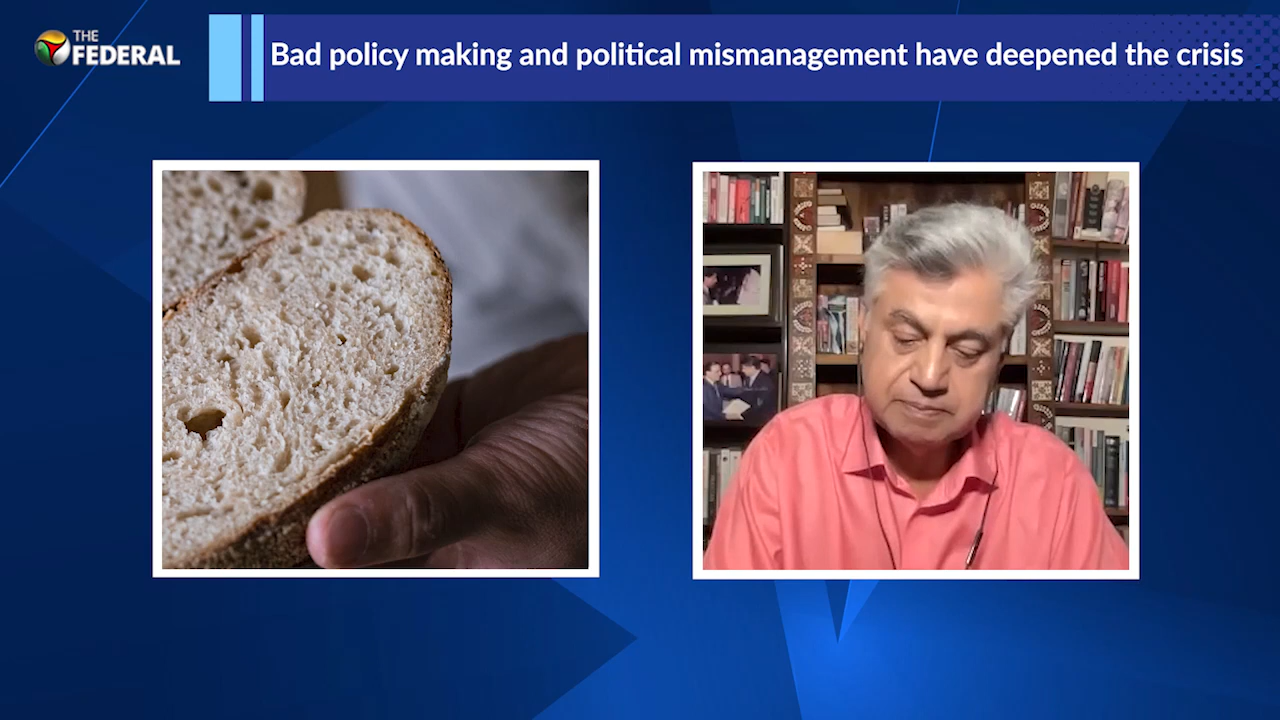 THE
FEDERAL
Bad policy making and political mismanagement have deepened the crisis